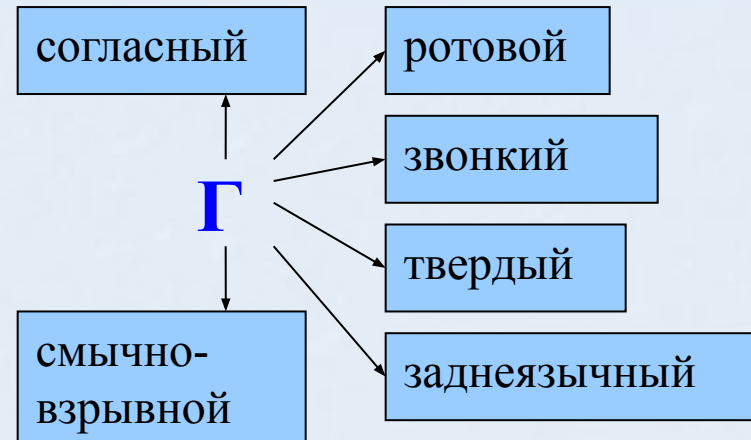 согласный
ротовой
звонкий
Г
твердый
смычно-
взрывной
заднеязычный